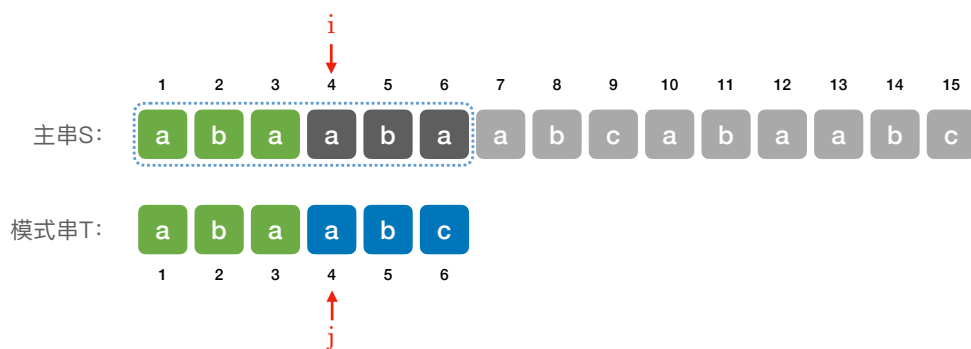 i
1 2 3 4 5 6 7 8 9 10 11 12 13 14 15
主串S: a b a a b a a b c a b a a b c
模式串T: a b a a b c
1 2 3 4 5 6
j